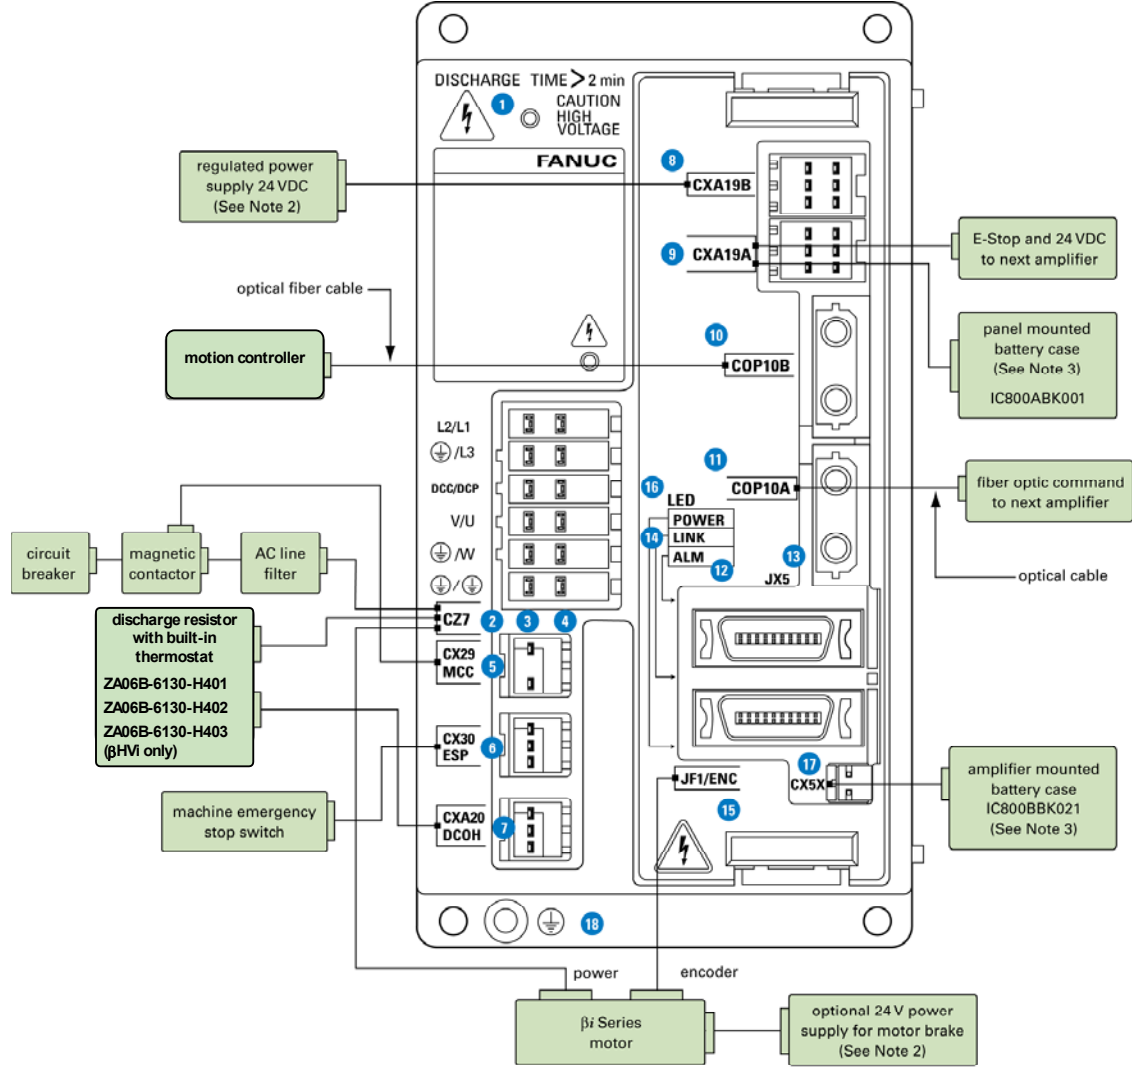 DISCHARGE TIME > 2 min
1
CAUTION
HIGH
VOLTAGE
FANUC
regulated power
supply 24 VDC
(See Note 2)
8
CXA19B
9
CXA19A
E-Stop and 24 VDC
to next amplifier
optical fiber cable
panel mounted
battery case
(See Note 3)
IC800ABK001
motion controller
10
COP10B
L2/L1
/L3
DCC/DCP
V/U
/W
/
11
COP10A
fiber optic command
to next amplifier
16
LED
POWER
14
LINK
ALM
12
13
JX5
optical cable
circuit
breaker
magnetic
contactor
AC line
filter
CZ7
2
3
4
discharge resistor
with built-in
thermostat
ZA06B-6130-H401
ZA06B-6130-H402
ZA06B-6130-H403
(βHVi only)
CX29
MCC
5
CX30
ESP
6
machine emergency
stop switch
CXA20
DCOH
7
JF1/ENC
15
17
CX5X
amplifier mounted
battery case
IC800BBK021
(See Note 3)
18
power
encoder
βi Series
motor
optional 24 V power
supply for motor brake
(See Note 2)